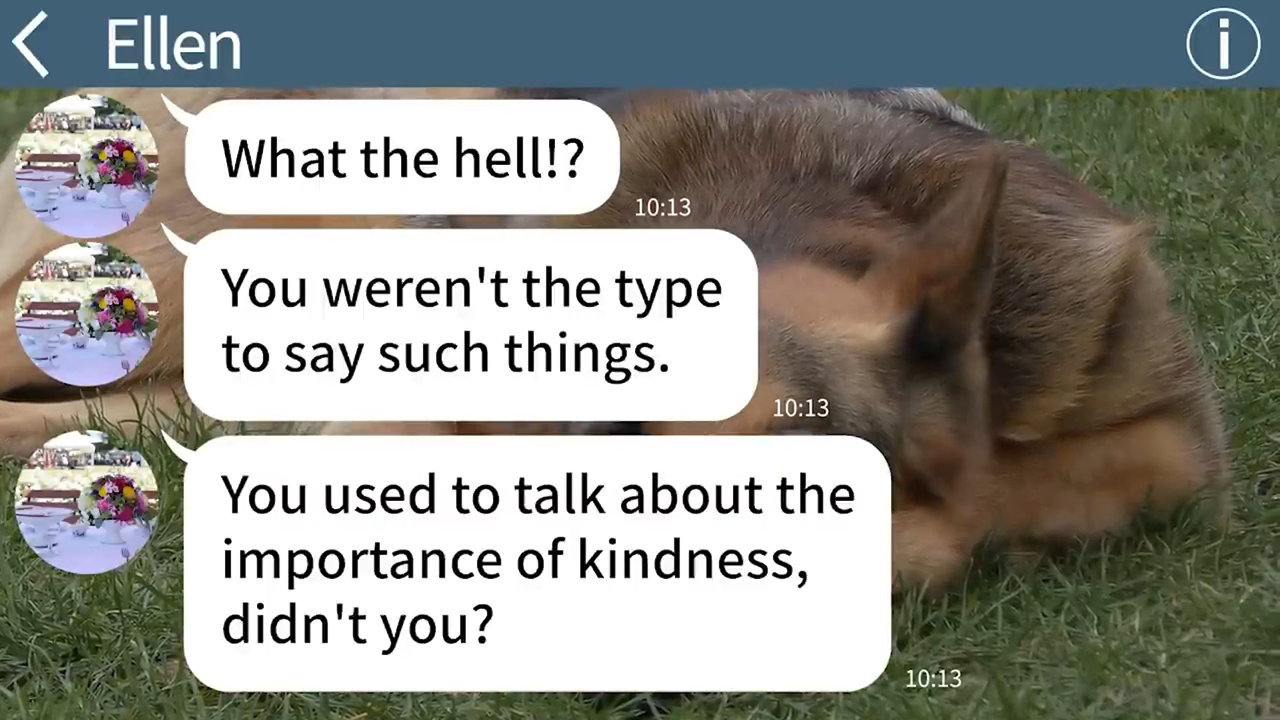 Ellen
What the hell!?
10:13
You weren't the type
to say such things.
10:13
You used to talk about the
importance of kindness,
didn't you?
10:13